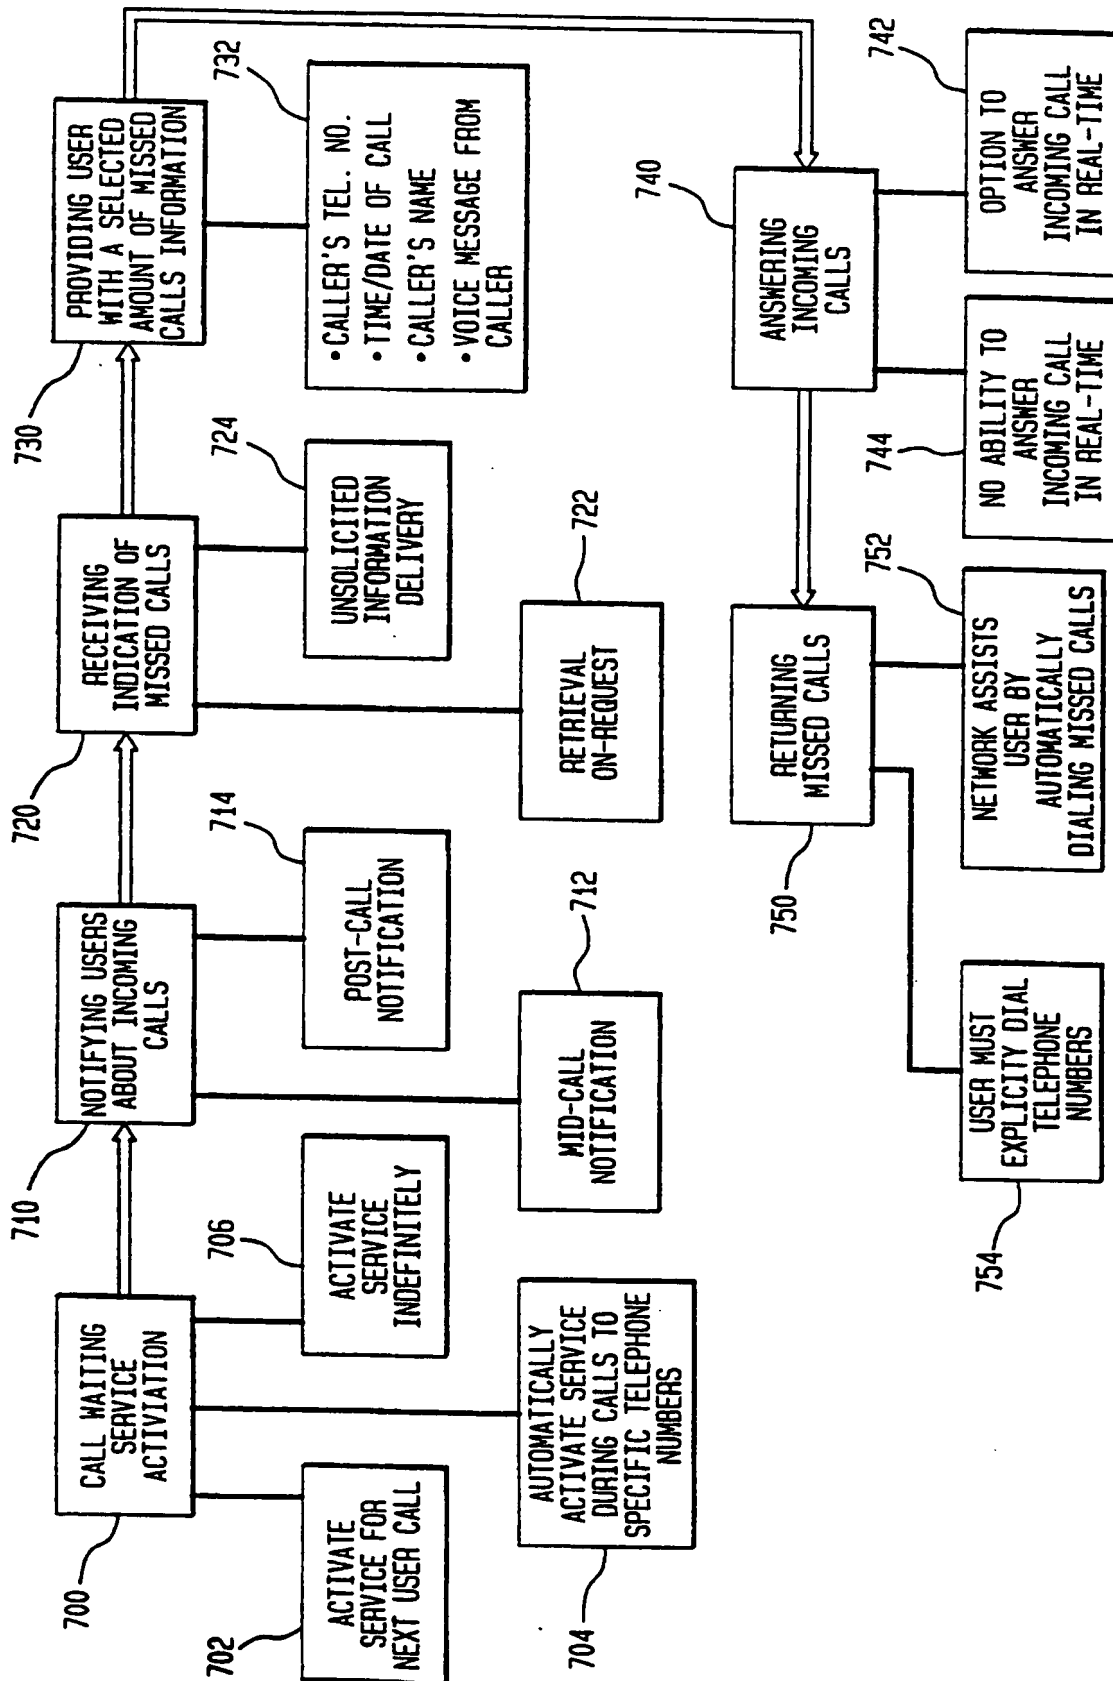 700
CALL WAITING
SERVICE
ACTIVIATION
702
ACTIVATE
SERVICE FOR
NEXT USER CALL
704
AUTOMATICALLY
ACTIVATE SERVICE
DURING CALLS TO
SPECIFIC TELEPHONE
NUMBERS
706
ACTIVATE
SERVICE
INDEFINITELY
710
NOTIFYING USERS
ABOUT INCOMING
CALLS
712
MID-CALL
NOTIFICATION
714
POST-CALL
NOTIFICATION
720
RECEIVING
INDICATION OF
MISSED CALLS
722
RETRIEVAL
ON-REQUEST
724
UNSOLICITED
INFORMATION
DELIVERY
730
PROVIDING USER
WITH A SELECTED
AMOUNT OF MISSED
CALLS INFORMATION
732
• CALLER'S TEL. NO.
• TIME/DATE OF CALL
• CALLER'S NAME
• VOICE MESSAGE FROM
CALLER
740
ANSWERING
INCOMING
CALLS
742
OPTION TO
ANSWER
INCOMING CALL
IN REAL-TIME
744
NO ABILITY TO
ANSWER
INCOMING CALL
IN REAL-TIME
750
RETURNING
MISSED CALLS
752
NETWORK ASSISTS
USER BY
AUTOMATICALLY
DIALING MISSED CALLS
754
USER MUST
EXPLICITY DIAL
TELEPHONE
NUMBERS